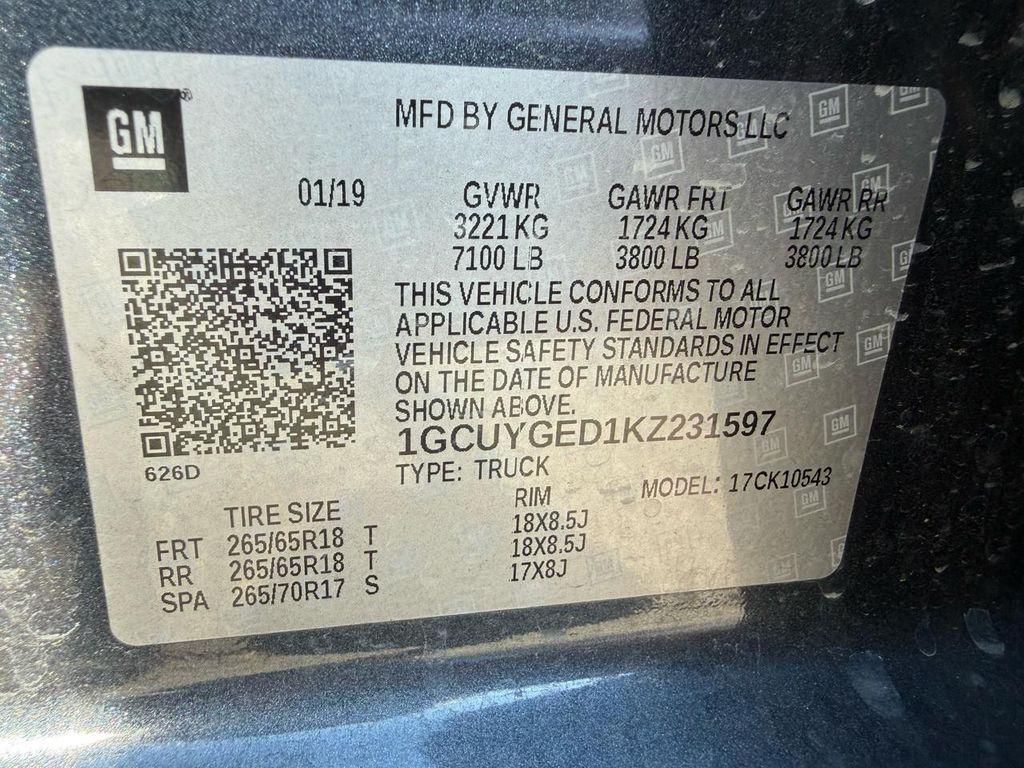 GM
MFD BY GENERAL MOTORS LLC
01/19 GVWR GAWR FRT GAWR RR
3221 KG 1724 KG 1724 KG
7100 LB 3800 LB 3800 LB
THIS VEHICLE CONFORMS TO ALL
APPLICABLE U.S. FEDERAL MOTOR
VEHICLE SAFETY STANDARDS IN EFFECT
ON THE DATE OF MANUFACTURE
SHOWN ABOVE.
1GCUYGED1KZ231597
626D
TYPE: TRUCK
MODEL: 17CK10543
TIRE SIZE RIM
FRT 265/65R18 T 18X8.5J
RR 265/65R18 T 18X8.5J
SPA 265/70R17 S 17X8J